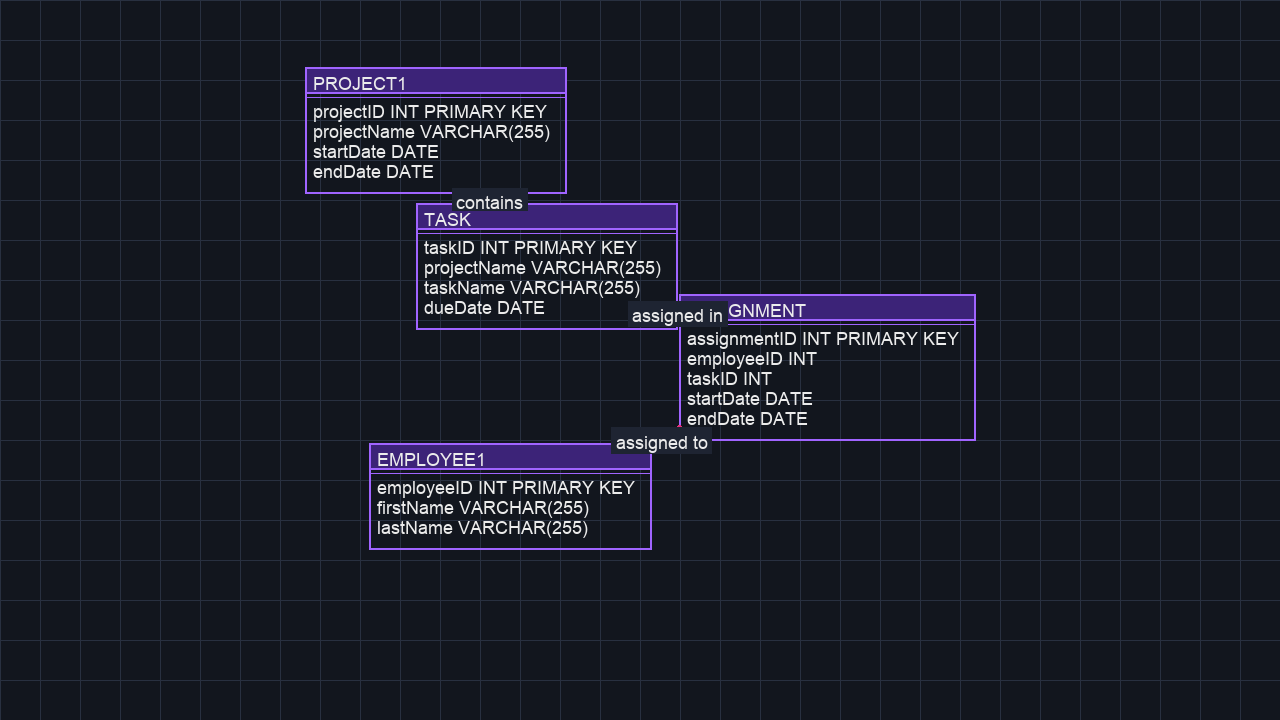 PROJECT1
projectID INT PRIMARY KEY
projectName VARCHAR(255)
startDate DATE
endDate DATE
contains
TASK
taskID INT PRIMARY KEY
projectName VARCHAR(255)
taskName VARCHAR(255)
dueDate DATE
assigned in
GNMENT
assignmentID INT PRIMARY KEY
employeeID INT
taskID INT
startDate DATE
endDate DATE
assigned to
EMPLOYEE1
employeeID INT PRIMARY KEY
firstName VARCHAR(255)
lastName VARCHAR(255)